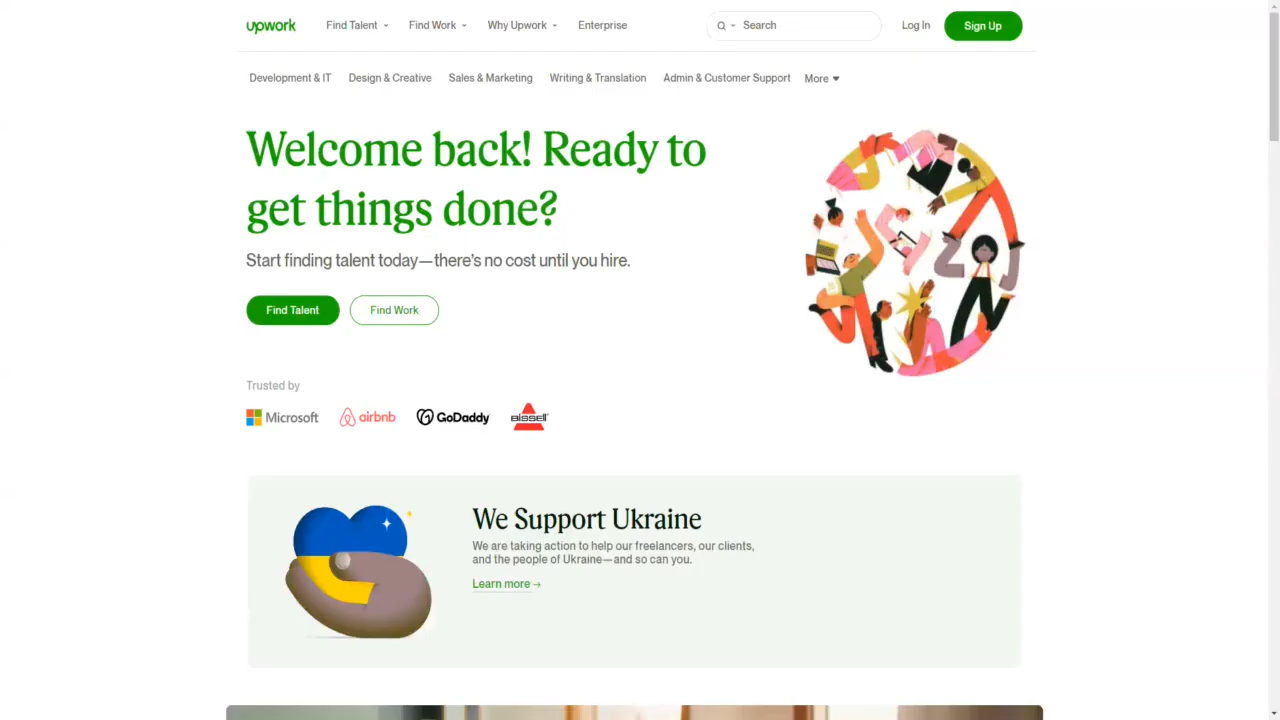 upwork Find Talent Find Work Why Upwork Enterprise Search Log In Sign Up
Development & IT Design & Creative Sales & Marketing Writing & Translation Admin & Customer Support More
Welcome back! Ready to
get things done?
Start finding talent today—there's no cost until you hire.
Find Talent Find Work
Trusted by
Microsoft airbnb GoDaddy BISSELL
We Support Ukraine
We are taking action to help our freelancers, our clients,
and the people of Ukraine—and so can you.
Learn more →